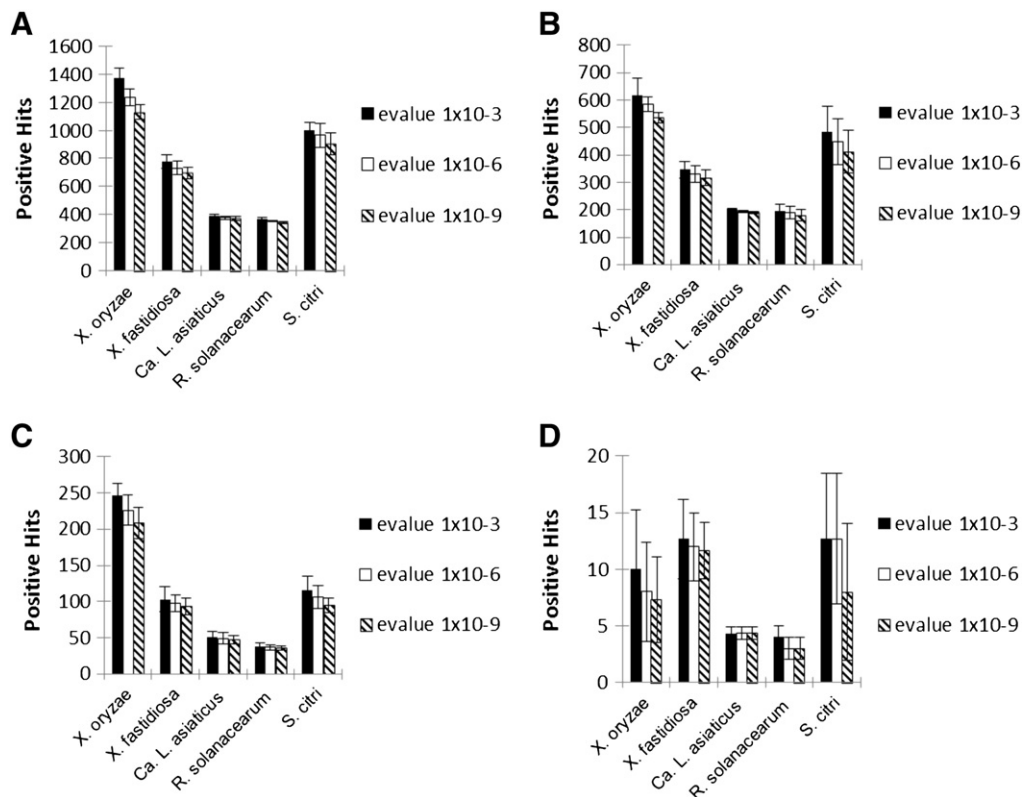 A
Positive Hits
1600
1400
1200
1000
800
600
400
200
0
X. oryzae
X. fastidiosa
Ca. L. asiaticus
R. solanacearum
S. citri
evalue 1x10-3
evalue 1x10-6
evalue 1x10-9
B
Positive Hits
800
700
600
500
400
300
200
100
0
X. oryzae
X. fastidiosa
Ca. L. asiaticus
R. solanacearum
S. citri
evalue 1x10-3
evalue 1x10-6
evalue 1x10-9
C
Positive Hits
300
250
200
150
100
50
0
X. oryzae
X. fastidiosa
Ca. L. asiaticus
R. solanacearum
S. citri
evalue 1x10-3
evalue 1x10-6
evalue 1x10-9
D
Positive Hits
20
15
10
5
0
X. oryzae
X. fastidiosa
Ca. L. asiaticus
R. solanacearum
S. citri
evalue 1x10-3
evalue 1x10-6
evalue 1x10-9